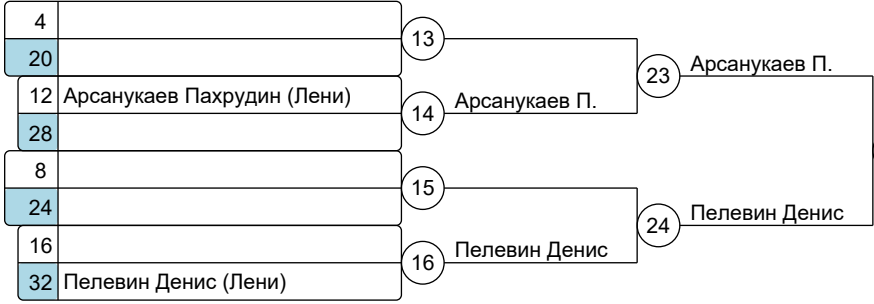 4
13
20
23
Арсанукаев П.
12 Арсанукаев Пахрудин (Лени)
14
Арсанукаев П.
28
8
15
24
24
Пелевин Денис
16
16
Пелевин Денис
32 Пелевин Денис (Лени)